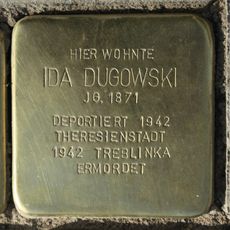 HIER WOHNTE
IDA DUGOWSKI
JG. 1871
DEPORTIERT 1942
THERESIENSTADT
1942 TREBLINKA
ERMORDET